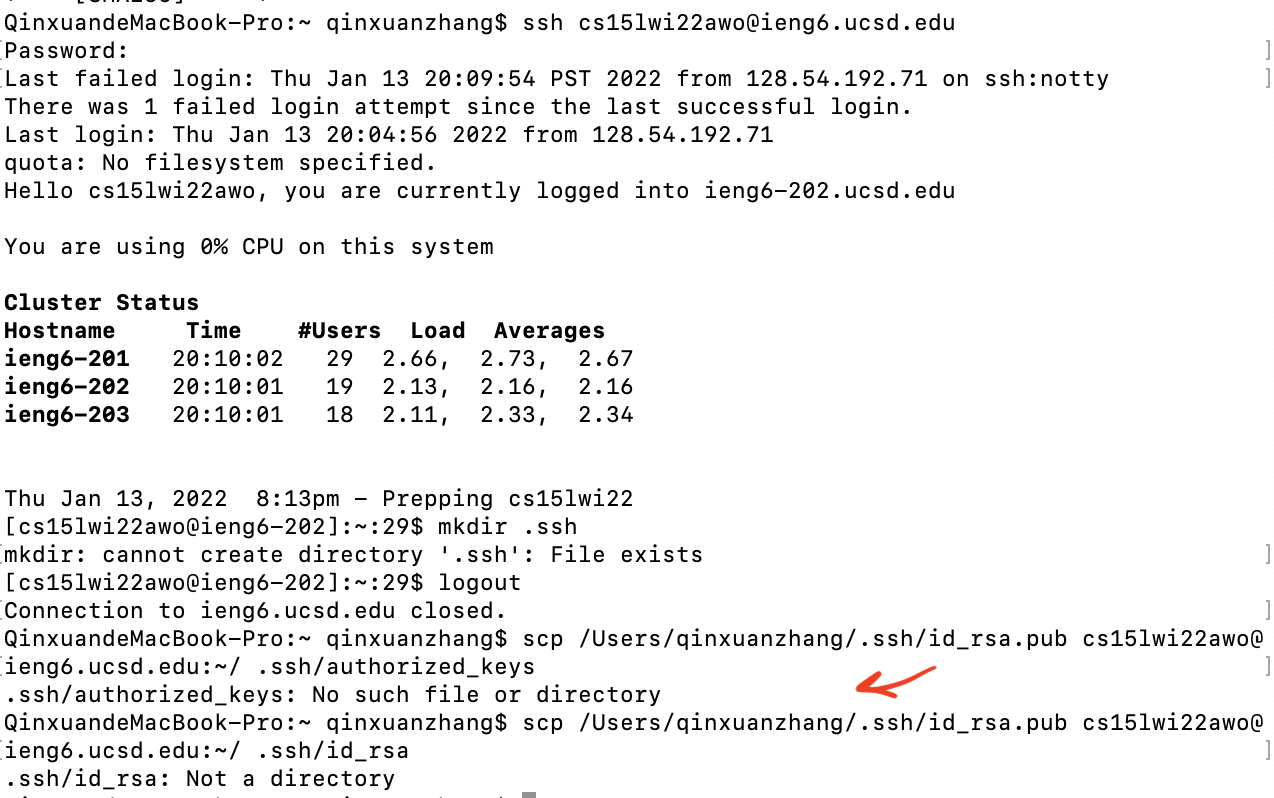 QinxuandeMacBook-Pro:~ qinxuanzhang$ ssh cs15lwi22awo@ieng6.ucsd.edu
[Password: ]
[Last failed login: Thu Jan 13 20:09:54 PST 2022 from 128.54.192.71 on ssh:notty ]
There was 1 failed login attempt since the last successful login.
Last login: Thu Jan 13 20:04:56 2022 from 128.54.192.71
quota: No filesystem specified.
Hello cs15lwi22awo, you are currently logged into ieng6-202.ucsd.edu
You are using 0% CPU on this system
Cluster Status
Hostname Time #Users Load Averages
ieng6-201 20:10:02 29 2.66, 2.73, 2.67
ieng6-202 20:10:01 19 2.13, 2.16, 2.16
ieng6-203 20:10:01 18 2.11, 2.33, 2.34
Thu Jan 13, 2022 8:13pm - Prepping cs15lwi22
[cs15lwi22awo@ieng6-202]:~:29$ mkdir .ssh
[mkdir: cannot create directory '.ssh': File exists ]
[cs15lwi22awo@ieng6-202]:~:29$ logout
[Connection to ieng6.ucsd.edu closed. ]
QinxuandeMacBook-Pro:~ qinxuanzhang$ scp /Users/qinxuanzhang/.ssh/id_rsa.pub cs15lwi22awo@
[ieng6.ucsd.edu:~/ .ssh/authorized_keys ]
.ssh/authorized_keys: No such file or directory
QinxuandeMacBook-Pro:~ qinxuanzhang$ scp /Users/qinxuanzhang/.ssh/id_rsa.pub cs15lwi22awo@
[ieng6.ucsd.edu:~/ .ssh/id_rsa ]
.ssh/id_rsa: Not a directory